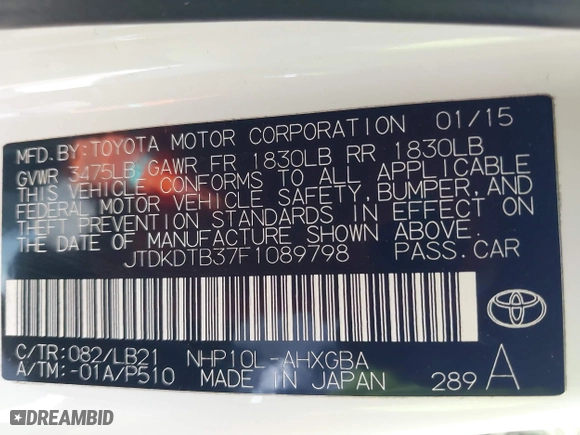 MFD.BY:TOYOTA MOTOR CORPORATION 01/15
GVWR 3475LB GAWR FR 1830LB RR 1830LB
THIS VEHICLE CONFORMS TO ALL APPLICABLE
FEDERAL MOTOR VEHICLE SAFETY,BUMPER,AND
THEFT PREVENTION STANDARDS IN EFFECT ON
THE DATE OF MANUFACTURE SHOWN ABOVE.
JTDKDTB37F1089798 PASS.CAR
C/TR:082/LB21 NHP10L-AHXGBA
A/TM:-01A/P510 MADE IN JAPAN 289 A
DREAMBID